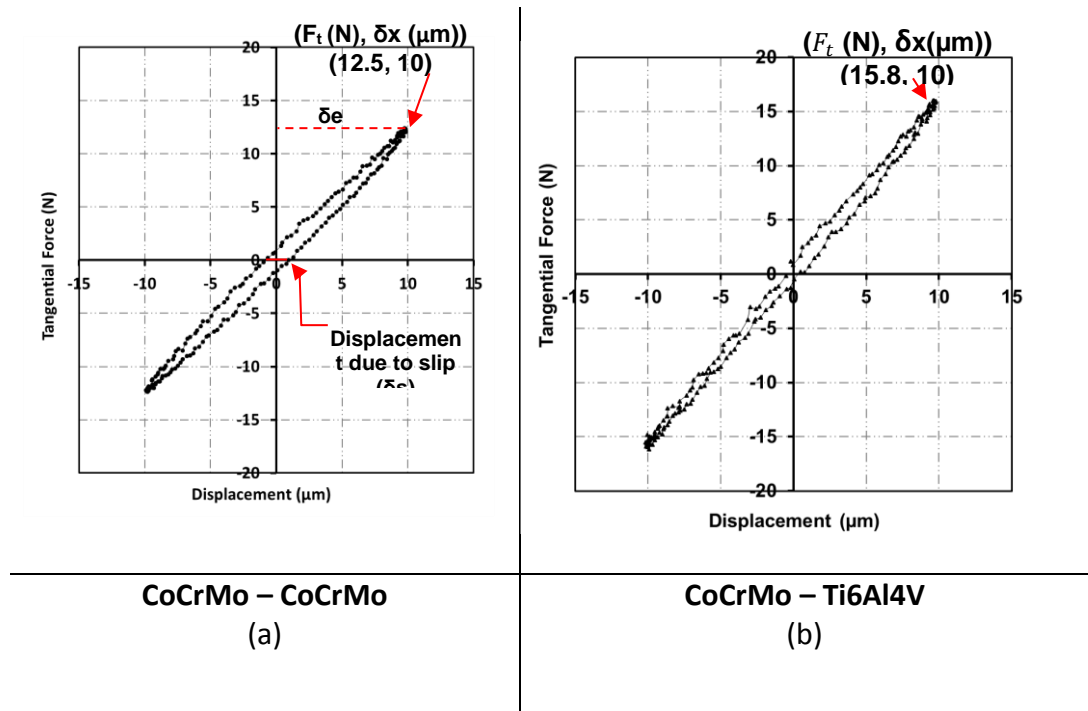 (Ft (N), δx (µm))
(12.5, 10)
δe
20
15
10
5
0
-5
-10
-15
-20
-15
-10
-5
0
5
10
15
Tangential Force (N)
Displacement (µm)
Displacemen
t due to slip
(δs)
CoCrMo – CoCrMo
(a)
(Ft (N), δx(µm))
(15.8, 10)
20
15
10
5
0
-5
-10
-15
-20
-15
-10
-5
0
5
10
15
Tangential Force (N)
Displacement (µm)
CoCrMo – Ti6Al4V
(b)